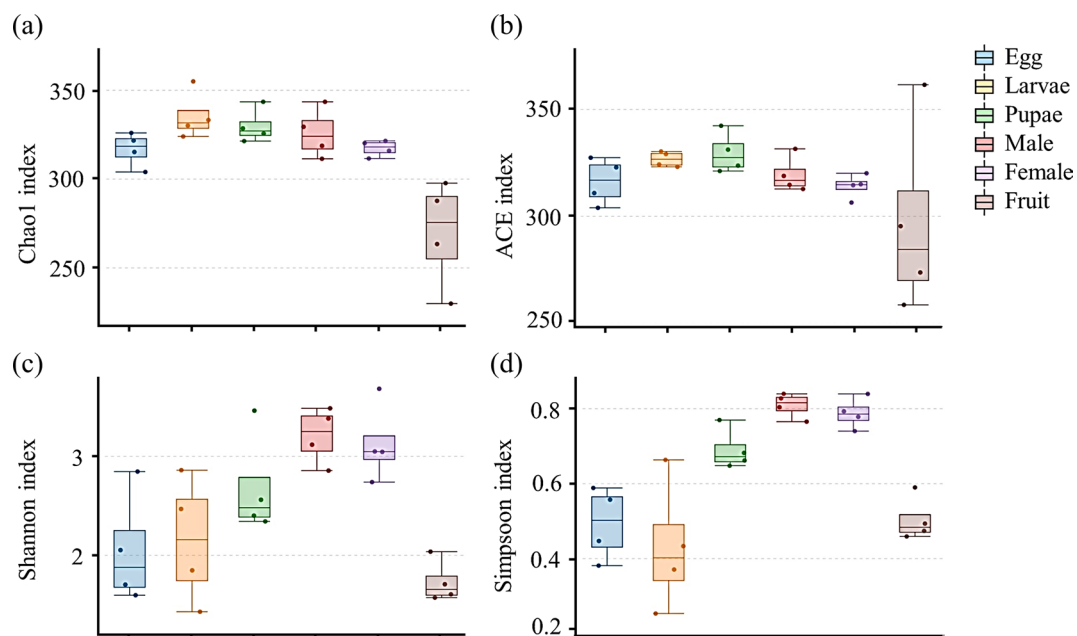 (a)
Chao1 index
350
300
250
(b)
ACE index
350
300
250
Egg
Larvae
Pupae
Male
Female
Fruit
(c)
Shannon index
3
2
(d)
Simpsoon index
0.8
0.6
0.4
0.2